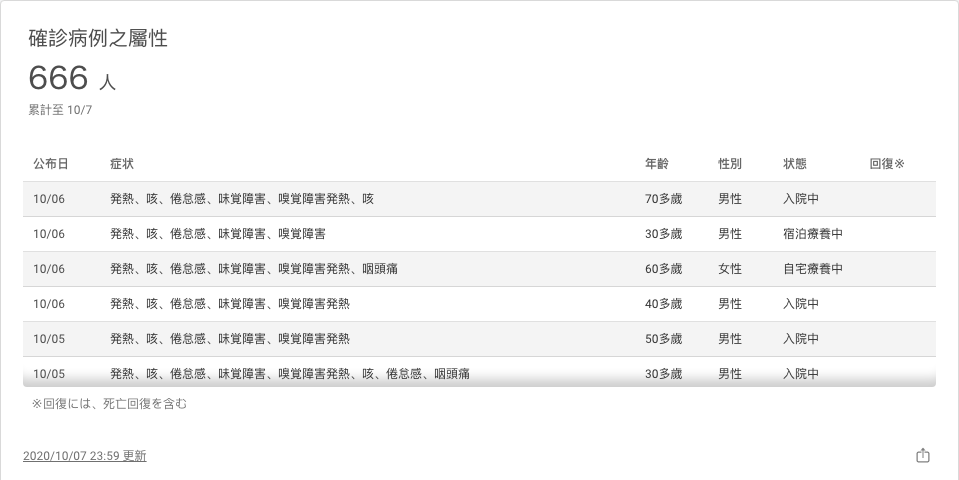 確診病例之屬性
666 人
累計至 10/7
公布日 症状 年齡 性別 状態 回復※
10/06 発熱、咳、倦怠感、味覚障害、嗅覚障害発熱、咳 70多歲 男性 入院中
10/06 発熱、咳、倦怠感、味覚障害、嗅覚障害 30多歲 男性 宿泊療養中
10/06 発熱、咳、倦怠感、味覚障害、嗅覚障害発熱、咽頭痛 60多歲 女性 自宅療養中
10/06 発熱、咳、倦怠感、味覚障害、嗅覚障害発熱 40多歲 男性 入院中
10/05 発熱、咳、倦怠感、味覚障害、嗅覚障害発熱 50多歲 男性 入院中
10/05 発熱、咳、倦怠感、味覚障害、嗅覚障害発熱、咳、倦怠感、咽頭痛 30多歲 男性 入院中
※回復には、死亡回復を含む
2020/10/07 23:59 更新